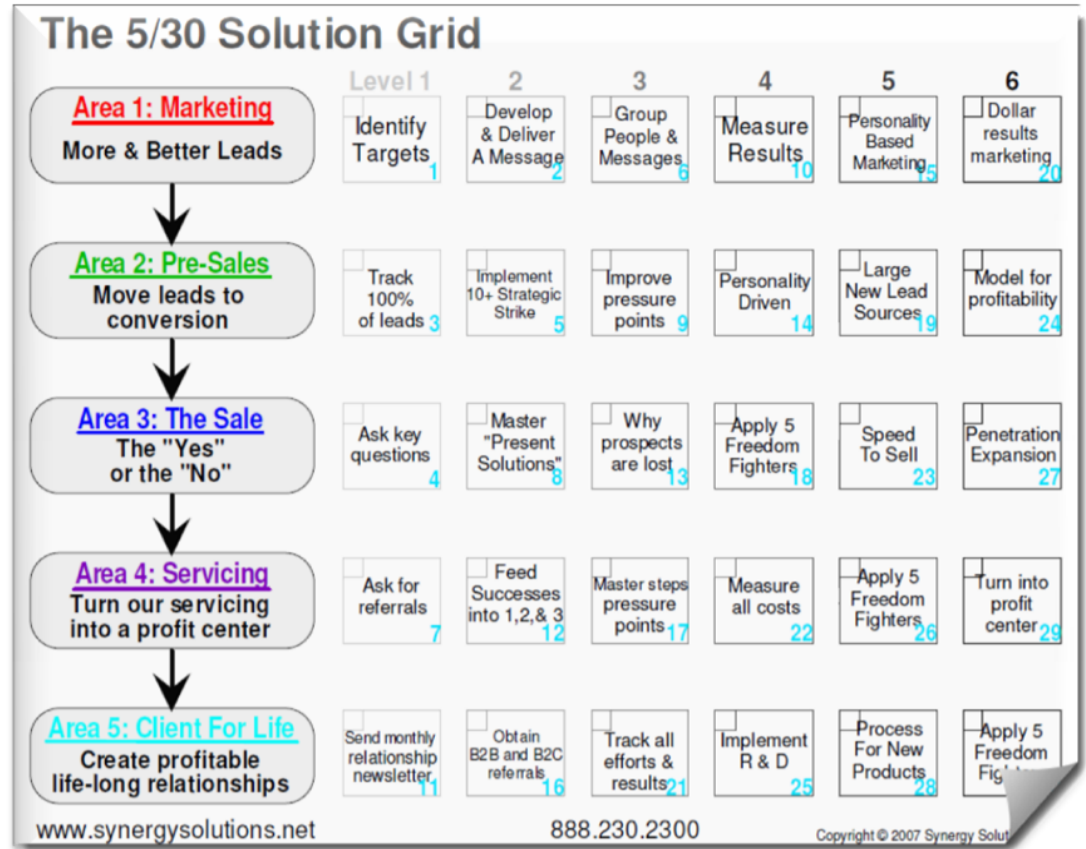 The 5/30 Solution Grid
Level 1 2 3 4 5 6
Area 1: Marketing
More & Better Leads
Identify
Targets
1
Develop
& Deliver
A Message
2
Group
People &
Messages
6
Measure
Results
10
Personality
Based
Marketing
15
Dollar
results
marketing
20
Area 2: Pre-Sales
Move leads to
conversion
Track
100%
of leads 3
Implement
10+ Strategic
Strike
5
Improve
pressure
points 9
Personality
Driven
14
Large
New Lead
Sources
19
Model for
profitability
24
Area 3: The Sale
The "Yes"
or the "No"
Ask key
questions
4
Master
"Present
Solutions"
8
Why
prospects
are lost
13
Apply 5
Freedom
Fighters
18
Speed
To Sell
23
Penetration
Expansion
27
Area 4: Servicing
Turn our servicing
into a profit center
Ask for
referrals
7
Feed
Successes
into 1,2,& 3
12
Master steps
pressure
points 17
Measure
all costs
22
Apply 5
Freedom
Fighters
26
Turn into
profit
center 29
Area 5: Client For Life
Create profitable
life-long relationships
Send monthly
relationship
newsletter
11
Obtain
B2B and B2C
referrals
16
Track all
efforts &
results 21
Implement
R & D
25
Process
For New
Products
28
Apply 5
Freedom
www.synergysolutions.net
888.230.2300
Copyright © 2007 Synergy